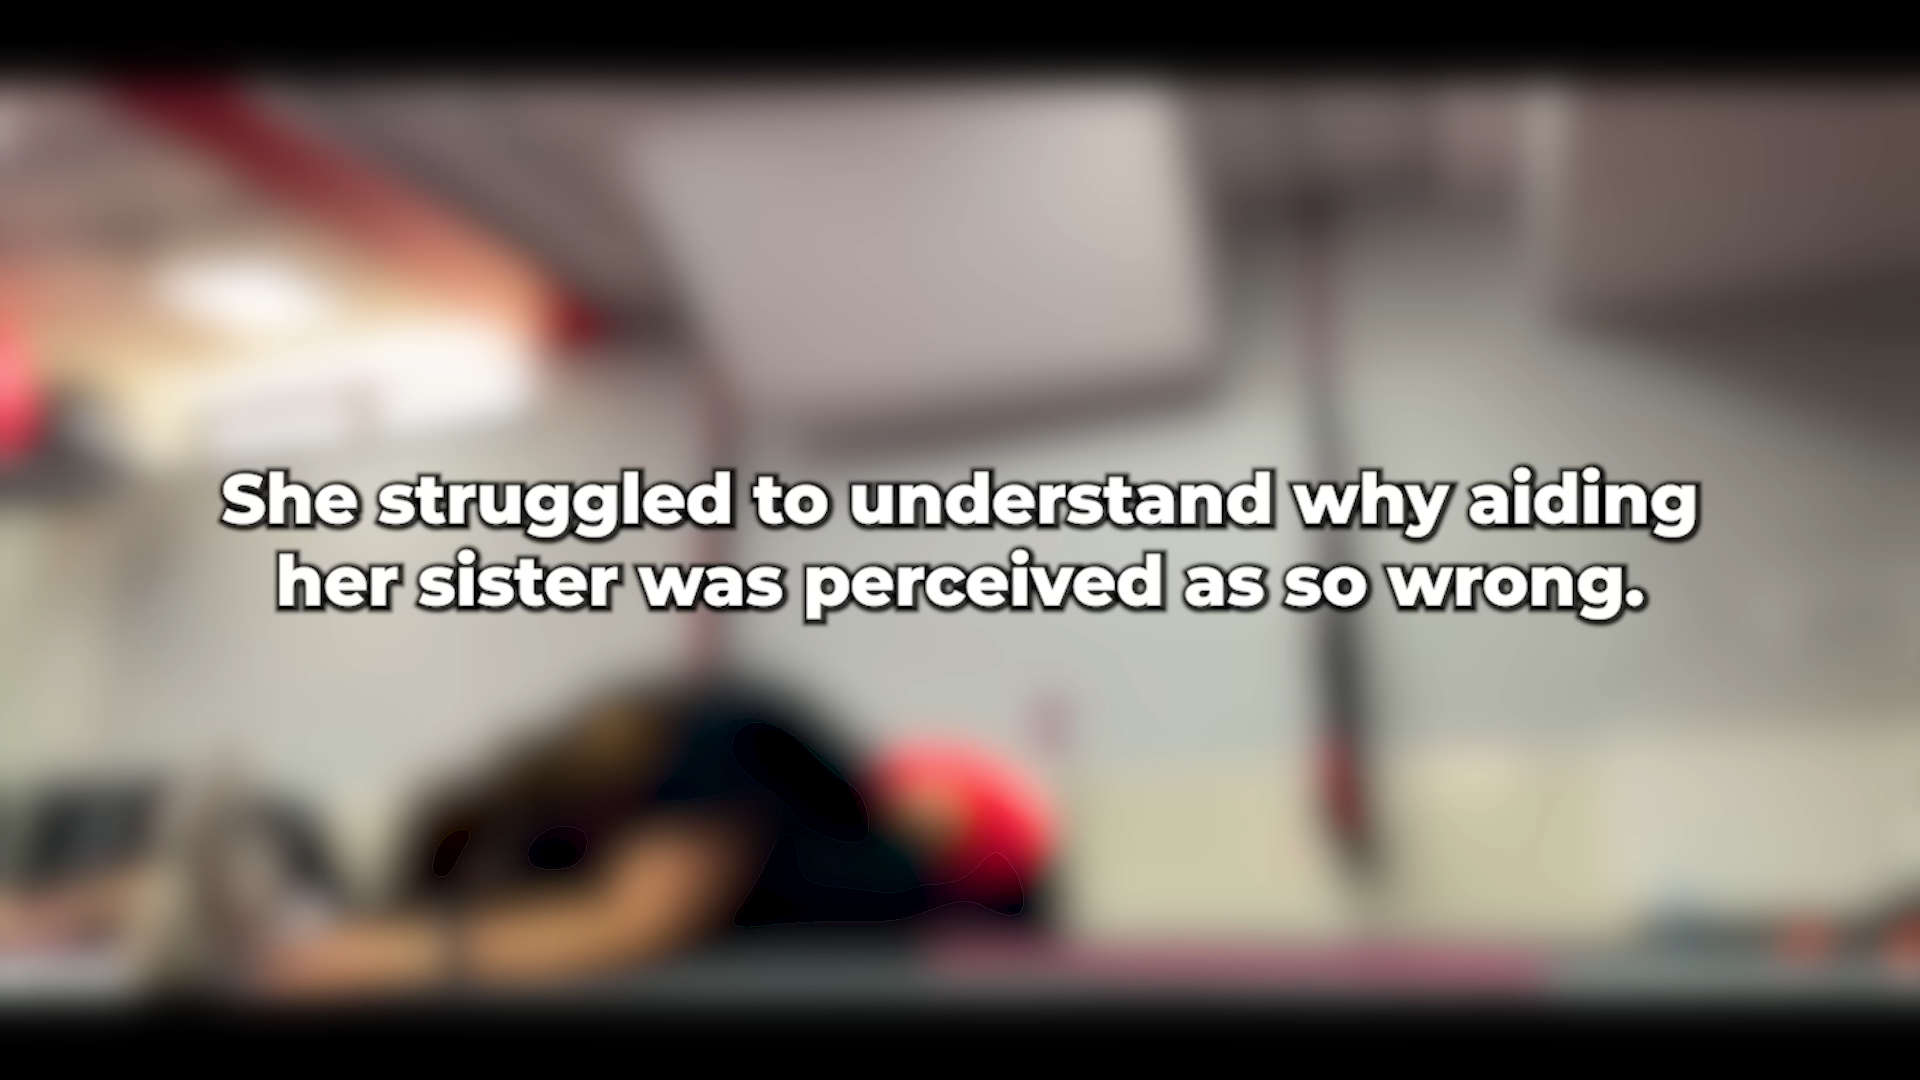 She struggled to understand why aiding
her sister was perceived as so wrong.